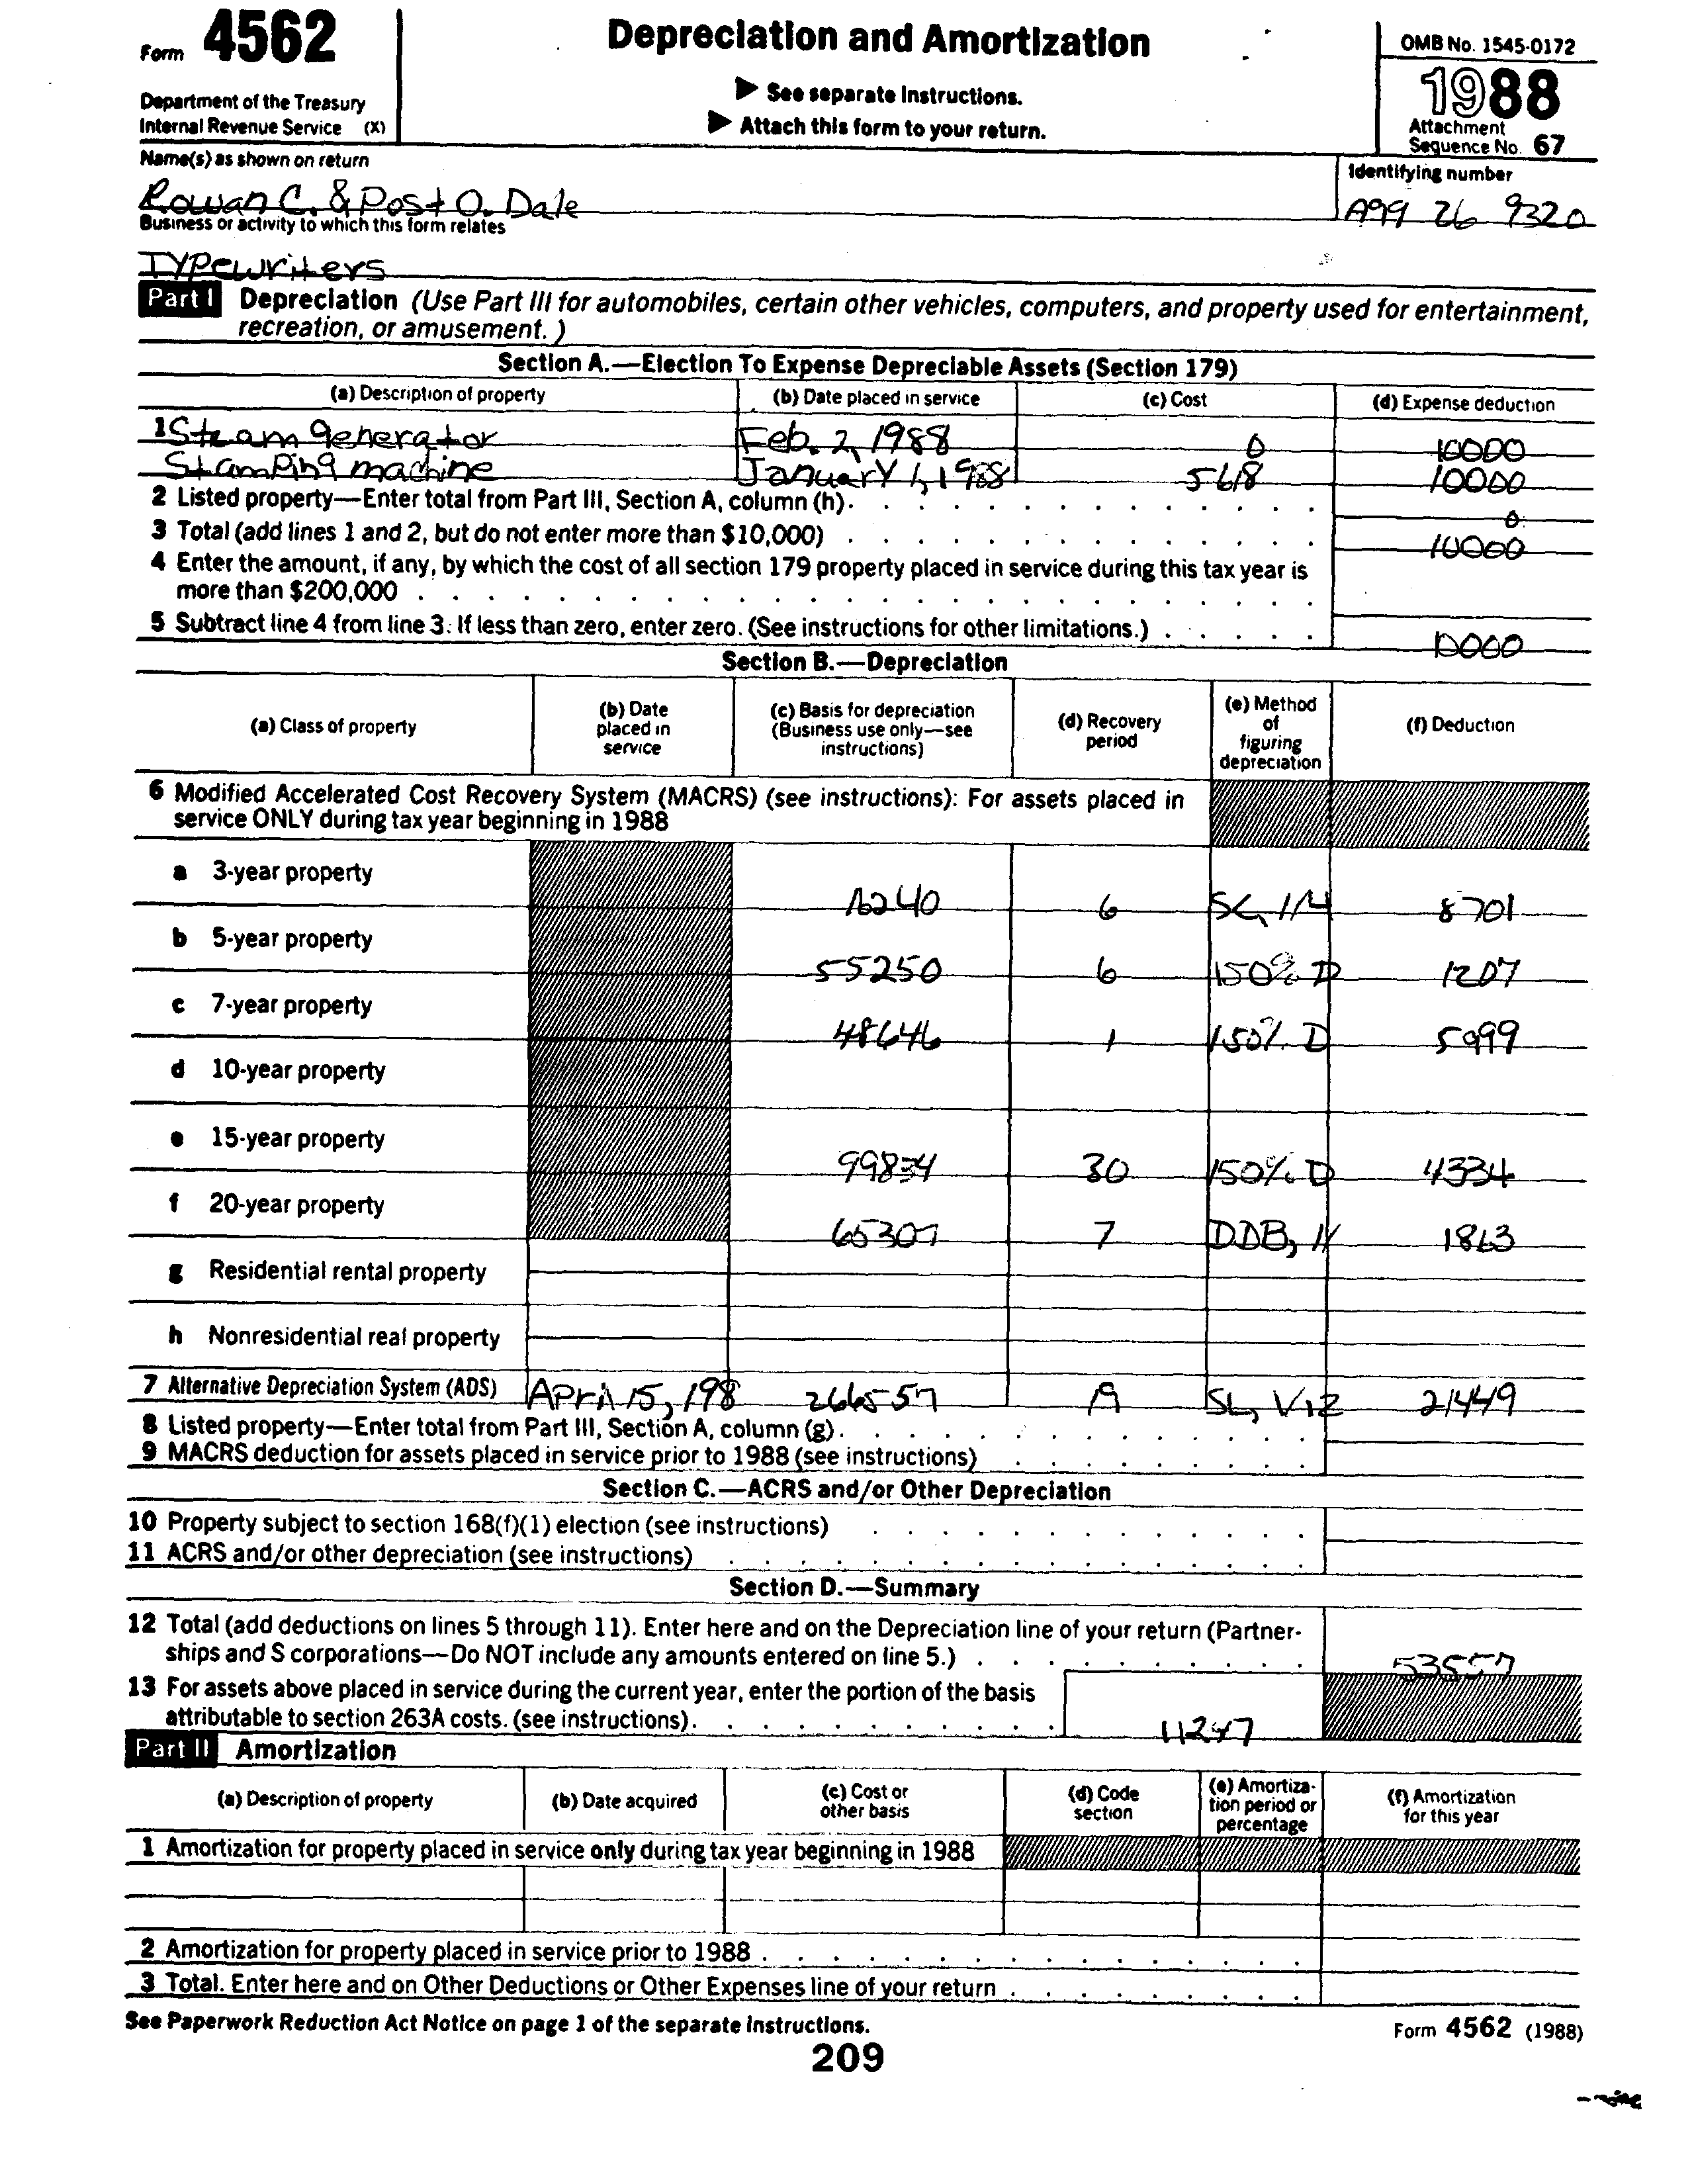 Form 4562
Department of the Treasury
Internal Revenue Service (X)
Depreciation and Amortization
▶ See separate Instructions.
▶ Attach this form to your return.
OMB No. 1545-0172
1988
Attachment
Sequence No. 67
Name(s) as shown on return
Rowan C. & Post O. Dale
Identifying number
A99 26 9320
Business or activity to which this form relates
Typewriters
Part I Depreciation (Use Part III for automobiles, certain other vehicles, computers, and property used for entertainment,
recreation, or amusement.)
Section A.—Election To Expense Depreciable Assets (Section 179)
(a) Description of property (b) Date placed in service (c) Cost (d) Expense deduction
1 Steam generator Feb. 2, 1988 0 10000
Stamping machine January 1, 1988 568 10000
2 Listed property—Enter total from Part III, Section A, column (h). 0
3 Total (add lines 1 and 2, but do not enter more than $10,000) 10000
4 Enter the amount, if any, by which the cost of all section 179 property placed in service during this tax year is
more than $200,000
5 Subtract line 4 from line 3. If less than zero, enter zero. (See instructions for other limitations.) 10000
Section B.—Depreciation
(a) Class of property (b) Date placed in service (c) Basis for depreciation (Business use only—see instructions) (d) Recovery period (e) Method of figuring depreciation (f) Deduction
6 Modified Accelerated Cost Recovery System (MACRS) (see instructions): For assets placed in
service ONLY during tax year beginning in 1988
a 3-year property 6 8701
b 5-year property 55250 6 150% D 1207
c 7-year property 48646 1 150% D 5999
d 10-year property
e 15-year property 99834 30 150% D 4334
f 20-year property 65307 7 DDB, 1863
g Residential rental property
h Nonresidential real property
7 Alternative Depreciation System (ADS) April 15, 198 266557 SL, 21449
8 Listed property—Enter total from Part III, Section A, column (g).
9 MACRS deduction for assets placed in service prior to 1988 (see instructions)
Section C.—ACRS and/or Other Depreciation
10 Property subject to section 168(f)(1) election (see instructions)
11 ACRS and/or other depreciation (see instructions)
Section D.—Summary
12 Total (add deductions on lines 5 through 11). Enter here and on the Depreciation line of your return (Partner-
ships and S corporations—Do NOT include any amounts entered on line 5.)
13 For assets above placed in service during the current year, enter the portion of the basis
attributable to section 263A costs. (see instructions).
Part II Amortization
(a) Description of property (b) Date acquired (c) Cost or other basis (d) Code section (e) Amortiza-tion period or percentage (f) Amortization for this year
1 Amortization for property placed in service only during tax year beginning in 1988
2 Amortization for property placed in service prior to 1988
3 Total. Enter here and on Other Deductions or Other Expenses line of your return
See Paperwork Reduction Act Notice on page 1 of the separate Instructions.
Form 4562 (1988)
209